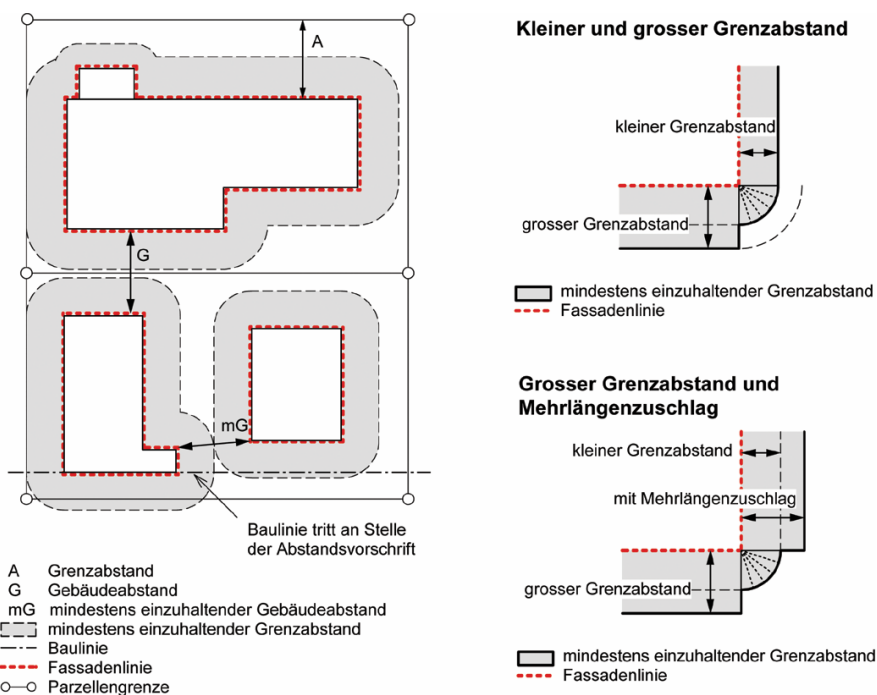 A
G
mG
Baulinie tritt an Stelle
der Abstandsvorschrift
A Grenzabstand
G Gebäudeabstand
mG mindestens einzuhaltender Gebäudeabstand
mindestens einzuhaltender Grenzabstand
Baulinie
Fassadenlinie
Parzellengrenze
Kleiner und grosser Grenzabstand
kleiner Grenzabstand
grosser Grenzabstand
mindestens einzuhaltender Grenzabstand
Fassadenlinie
Grosser Grenzabstand und
Mehrlängenzuschlag
kleiner Grenzabstand
mit Mehrlängenzuschlag
grosser Grenzabstand
mindestens einzuhaltender Grenzabstand
Fassadenlinie